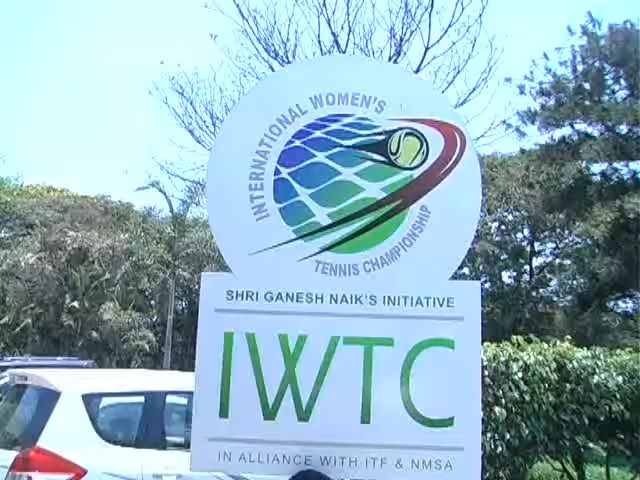 INTERNATIONAL WOMEN'S
TENNIS CHAMPIONSHIP
SHRI GANESH NAIK'S INITIATIVE
IWTC
IN ALLIANCE WITH ITF & NMSA